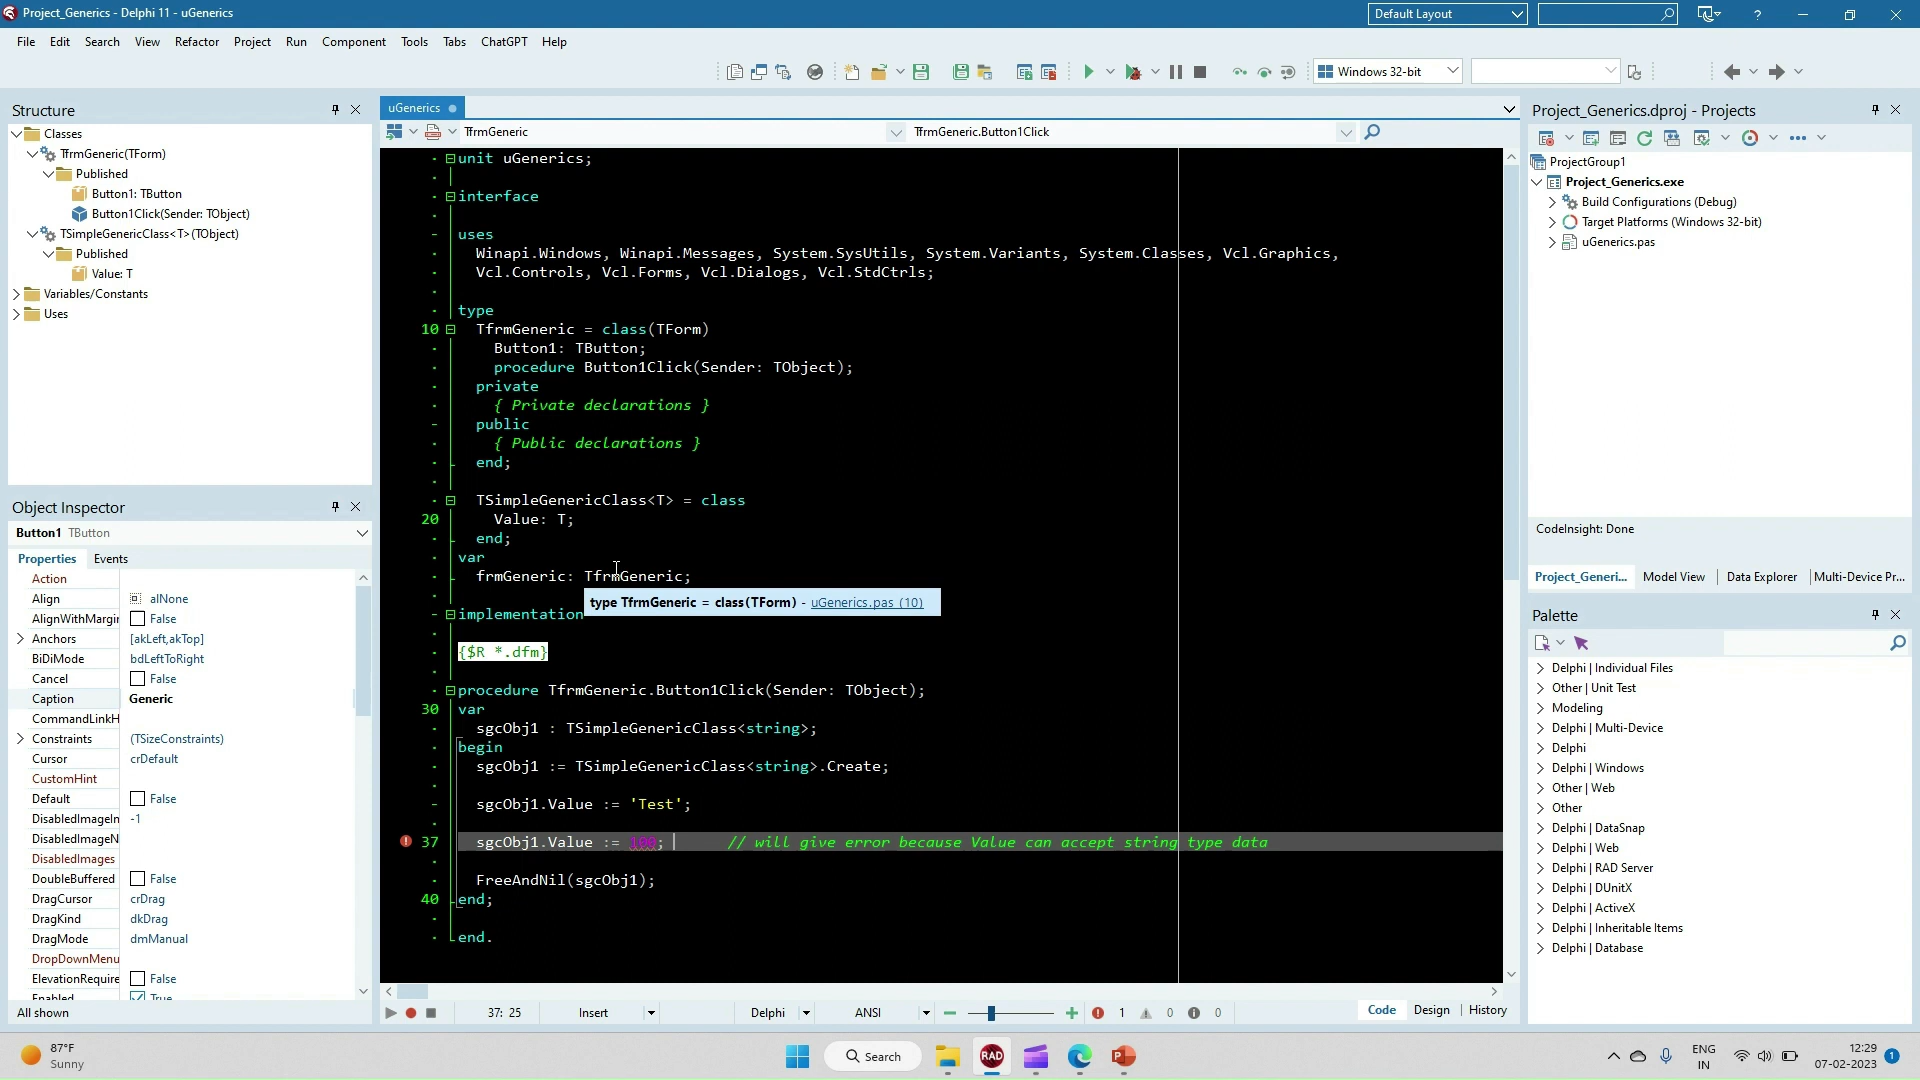 Project_Generics - Delphi 11 - uGenerics
Default Layout
File Edit Search View Refactor Project Run Component Tools Tabs ChatGPT Help
Windows 32-bit
Structure
Classes
TfrmGeneric(TForm)
Published
Button1: TButton
Button1Click(Sender: TObject)
TSimpleGenericClass<T>(TObject)
Published
Value: T
Variables/Constants
Uses
Object Inspector
Button1 TButton
Properties Events
Action
Align alNone
AlignWithMargin False
Anchors [akLeft,akTop]
BiDiMode bdLeftToRight
Cancel False
Caption Generic
CommandLinkH
Constraints (TSizeConstraints)
Cursor crDefault
CustomHint
Default False
DisabledImageIn -1
DisabledImageN
DisabledImages
DoubleBuffered False
DragCursor crDrag
DragKind dkDrag
DragMode dmManual
DropDownMenu
ElevationRequire False
Enabled True
All shown
uGenerics
TfrmGeneric TfrmGeneric.Button1Click
unit uGenerics;
interface
uses
Winapi.Windows, Winapi.Messages, System.SysUtils, System.Variants, System.Classes, Vcl.Graphics,
Vcl.Controls, Vcl.Forms, Vcl.Dialogs, Vcl.StdCtrls;
type
10 TfrmGeneric = class(TForm)
Button1: TButton;
procedure Button1Click(Sender: TObject);
private
{ Private declarations }
public
{ Public declarations }
end;
TSimpleGenericClass<T> = class
20 Value: T;
end;
var
frmGeneric: TfrmGeneric;
type TfrmGeneric = class(TForm) - uGenerics.pas (10)
implementation
{$R *.dfm}
procedure TfrmGeneric.Button1Click(Sender: TObject);
30 var
sgcObj1 : TSimpleGenericClass<string>;
begin
sgcObj1 := TSimpleGenericClass<string>.Create;
sgcObj1.Value := 'Test';
37 sgcObj1.Value := 100; // will give error because Value can accept string type data
FreeAndNil(sgcObj1);
40 end;
end.
37: 25 Insert Delphi ANSI 1 0 0 Code Design History
Project_Generics.dproj - Projects
ProjectGroup1
Project_Generics.exe
Build Configurations (Debug)
Target Platforms (Windows 32-bit)
uGenerics.pas
CodeInsight: Done
Project_Generi... Model View Data Explorer Multi-Device Pr...
Palette
Delphi | Individual Files
Other | Unit Test
Modeling
Delphi | Multi-Device
Delphi
Delphi | Windows
Other | Web
Other
Delphi | DataSnap
Delphi | Web
Delphi | RAD Server
Delphi | DUnitX
Delphi | ActiveX
Delphi | Inheritable Items
Delphi | Database
87°F
Sunny
Search
RAD
ENG
IN
12:29
07-02-2023
1